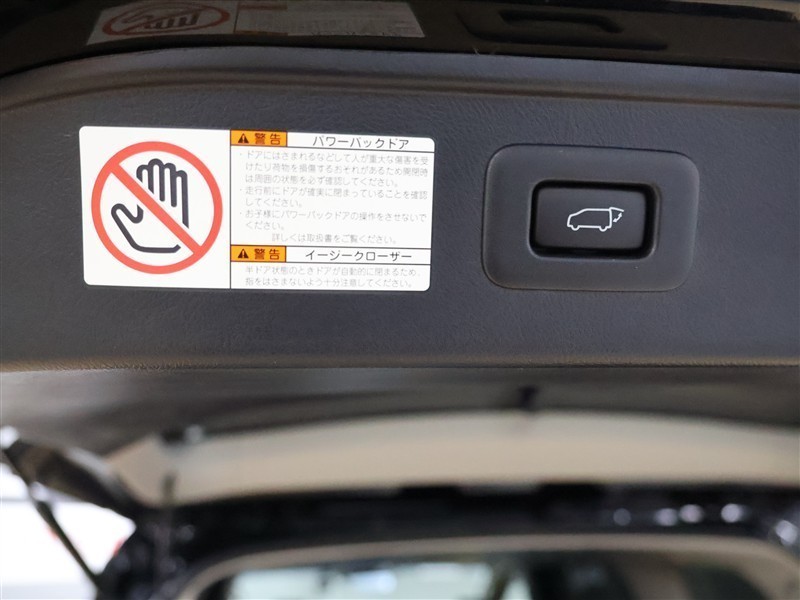 警告 パワーバックドア
・ドアにはさまれるなどして人が重大な傷害を受
けたり荷物を損傷するおそれがあるため開閉時
は周囲の状態を必ず確認してください。
・走行前にドアが確実に閉まっていることを確認
してください。
・お子様にパワーバックドアの操作をさせないで
ください。
詳しくは取扱書をご覧ください。
警告 イージークローザー
半ドア状態のときドアが自動的に閉まるため、
指をはさまないよう十分注意してください。